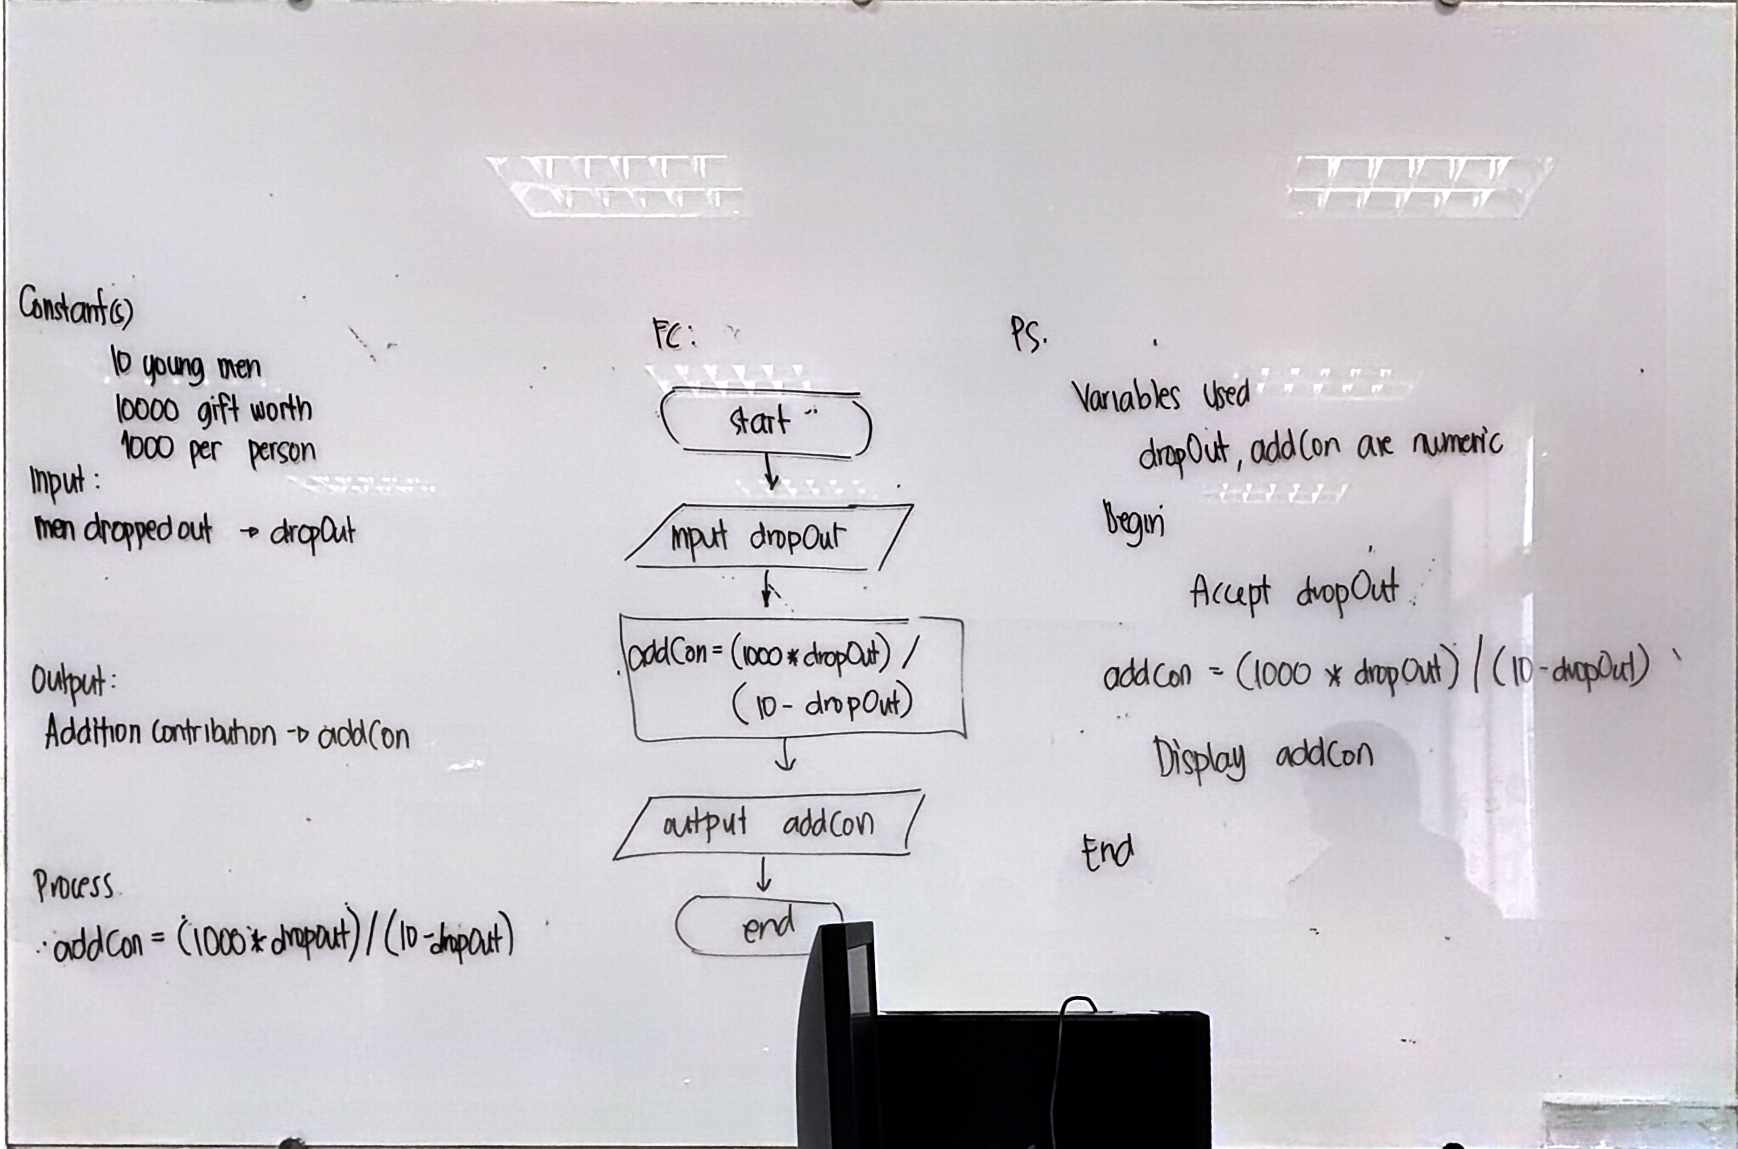 Constant(s)
10 young men
10000 gift worth
1000 per person
Input:
men dropped out → dropOut
Output:
Addition contribution → addCon
Process
∴ addCon = (1000 * dropout) / (10 - dropOut)
FC:
start
Input dropOut
addCon = (1000 * dropOut) /
(10 - dropOut)
output addCon
end
PS.
Variables Used
dropOut, addCon are numeric
Begin
Accept dropOut.
addCon = (1000 * dropOut) / (10 - dropOut)
Display addCon
End